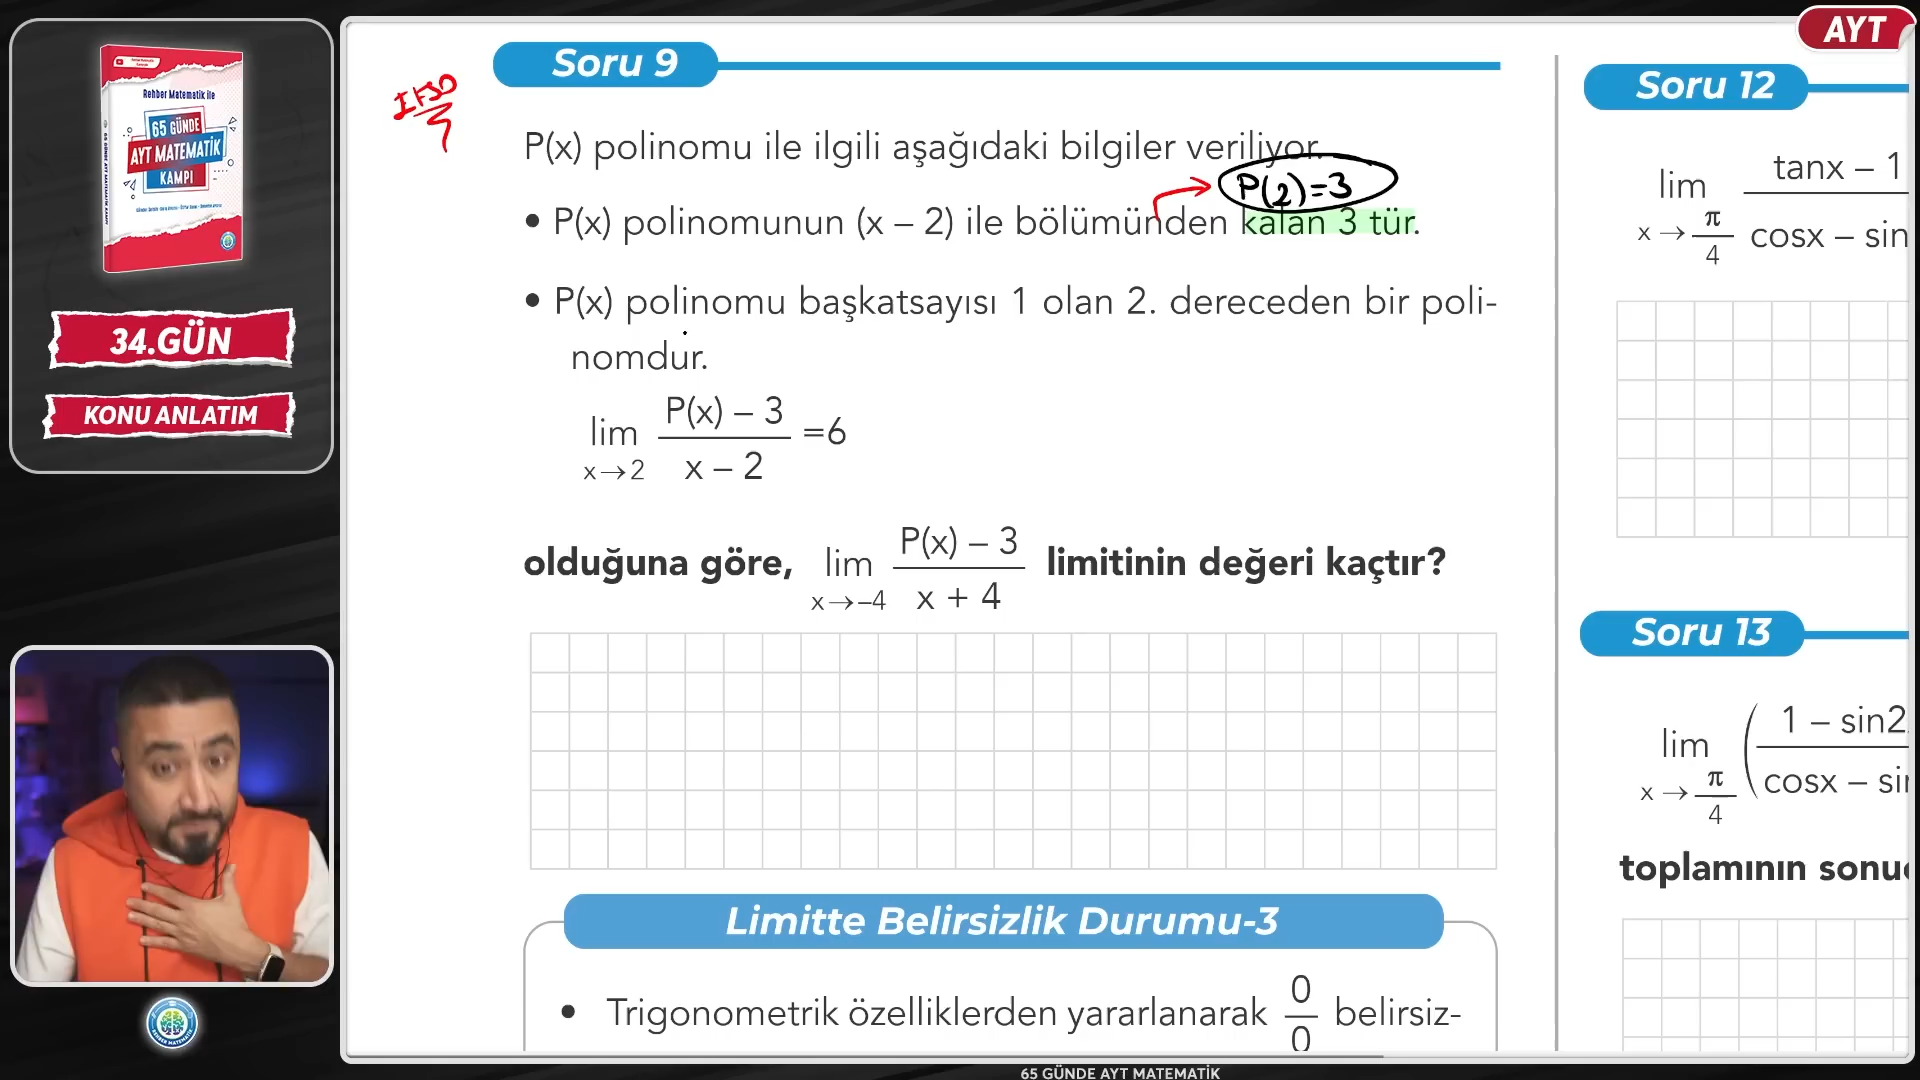 AYT
Rehber Matematik ile
65 GÜNDE
AYT MATEMATİK
KAMPI
34.GÜN
KONU ANLATIM
Soru 9
P(x) polinomu ile ilgili aşağıdaki bilgiler veriliyor.
P(2)=3
• P(x) polinomunun (x – 2) ile bölümünden kalan 3 tür.
• P(x) polinomu başkatsayısı 1 olan 2. dereceden bir poli-
nomdur.
lim x→2 P(x) – 3 / x – 2 =6
olduğuna göre, lim x→–4 P(x) – 3 / x + 4 limitinin değeri kaçtır?
Limitte Belirsizlik Durumu-3
• Trigonometrik özelliklerden yararlanarak 0/0 belirsiz-
Soru 12
lim x→π/4 tanx – 1 / cosx – sin
Soru 13
lim x→π/4 ( 1 – sin2 / cosx – sin
toplamının sonu
65 GÜNDE AYT MATEMATİK